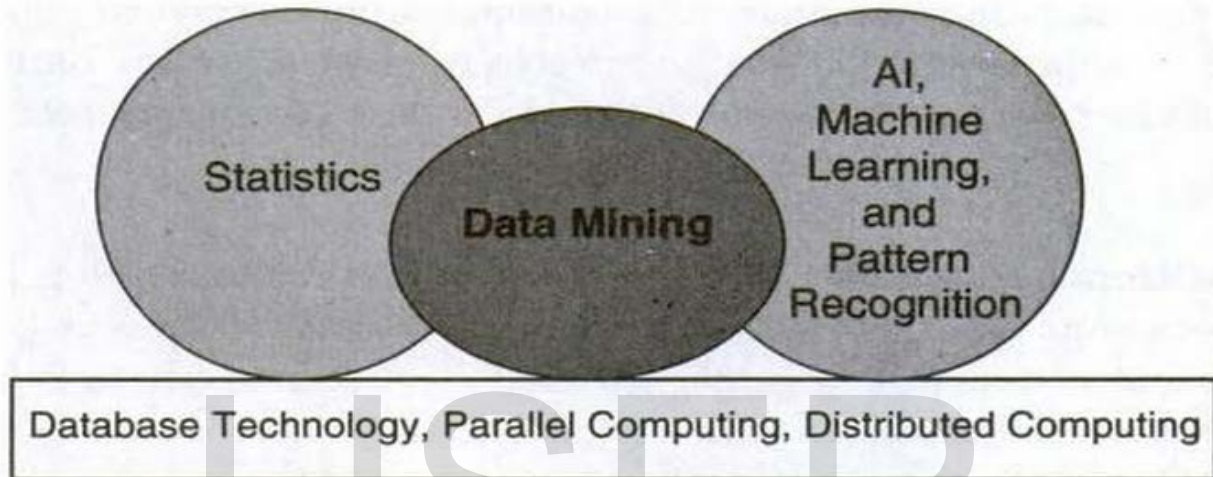 Statistics
Data Mining
AI,
Machine
Learning,
and
Pattern
Recognition
Database Technology, Parallel Computing, Distributed Computing